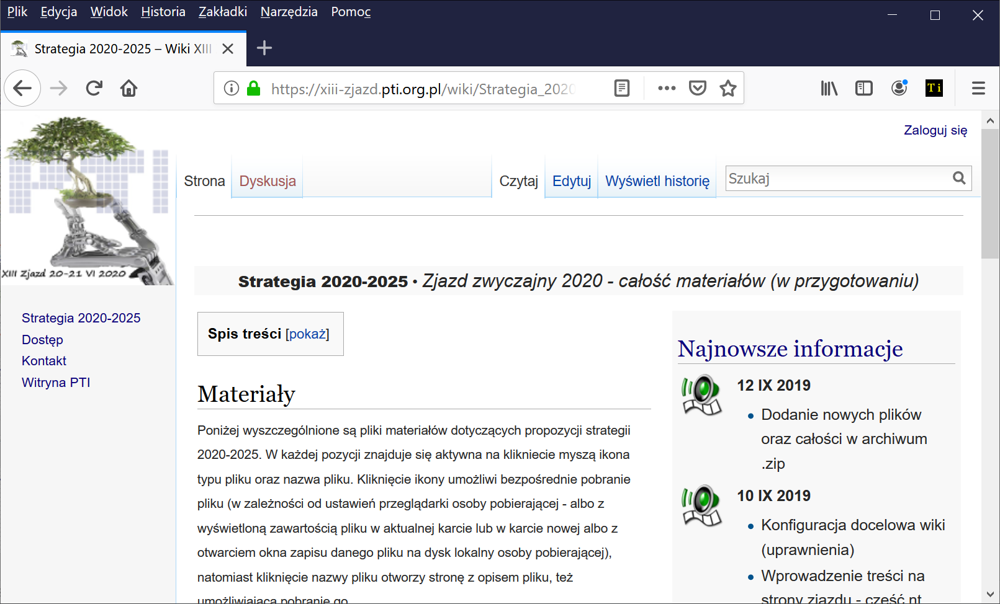 Plik Edycja Widok Historia Zakładki Narzędzia Pomoc
Strategia 2020-2025 – Wiki XIII
https://xiii-zjazd.pti.org.pl/wiki/Strategia_2020
Ti
Zaloguj się
Strona Dyskusja Czytaj Edytuj Wyświetl historię Szukaj
XIII Zjazd 20-21 VI 2020
Strategia 2020-2025 • Zjazd zwyczajny 2020 - całość materiałów (w przygotowaniu)
Strategia 2020-2025
Dostęp
Kontakt
Witryna PTI
Spis treści [pokaż]
Materiały
Poniżej wyszczególnione są pliki materiałów dotyczących propozycji strategii
2020-2025. W każdej pozycji znajduje się aktywna na klikniecie myszą ikona
typu pliku oraz nazwa pliku. Kliknięcie ikony umożliwi bezpośrednie pobranie
pliku (w zależności od ustawień przeglądarki osoby pobierającej - albo z
wyświetloną zawartością pliku w aktualnej karcie lub w karcie nowej albo z
otwarciem okna zapisu danego pliku na dysk lokalny osoby pobierającej),
natomiast kliknięcie nazwy pliku otworzy stronę z opisem pliku, też
umożliwiającą pobranie go
Najnowsze informacje
12 IX 2019
• Dodanie nowych plików
oraz całości w archiwum
.zip
10 IX 2019
• Konfiguracja docelowa wiki
(uprawnienia)
• Wprowadzenie treści na
strony zjazdu - część nt